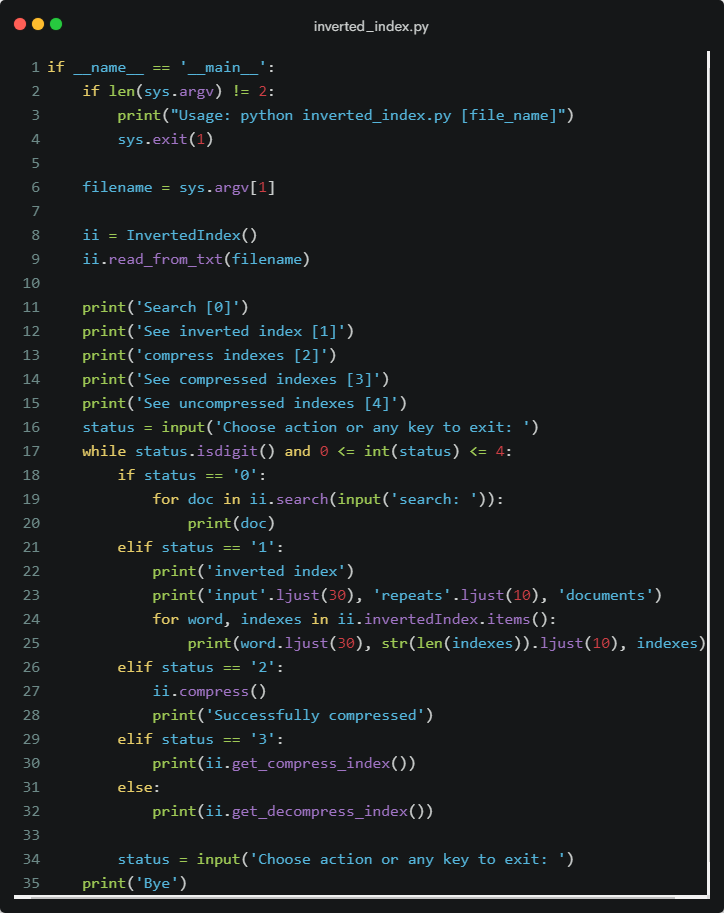 inverted_index.py
1 if __name__ == '__main__':
2     if len(sys.argv) != 2:
3         print("Usage: python inverted_index.py [file_name]")
4         sys.exit(1)
5
6     filename = sys.argv[1]
7
8     ii = InvertedIndex()
9     ii.read_from_txt(filename)
10
11     print('Search [0]')
12     print('See inverted index [1]')
13     print('compress indexes [2]')
14     print('See compressed indexes [3]')
15     print('See uncompressed indexes [4]')
16     status = input('Choose action or any key to exit: ')
17     while status.isdigit() and 0 <= int(status) <= 4:
18         if status == '0':
19             for doc in ii.search(input('search: ')):
20                 print(doc)
21         elif status == '1':
22             print('inverted index')
23             print('input'.ljust(30), 'repeats'.ljust(10), 'documents')
24             for word, indexes in ii.invertedIndex.items():
25                 print(word.ljust(30), str(len(indexes)).ljust(10), indexes)
26         elif status == '2':
27             ii.compress()
28             print('Successfully compressed')
29         elif status == '3':
30             print(ii.get_compress_index())
31         else:
32             print(ii.get_decompress_index())
33
34         status = input('Choose action or any key to exit: ')
35     print('Bye')